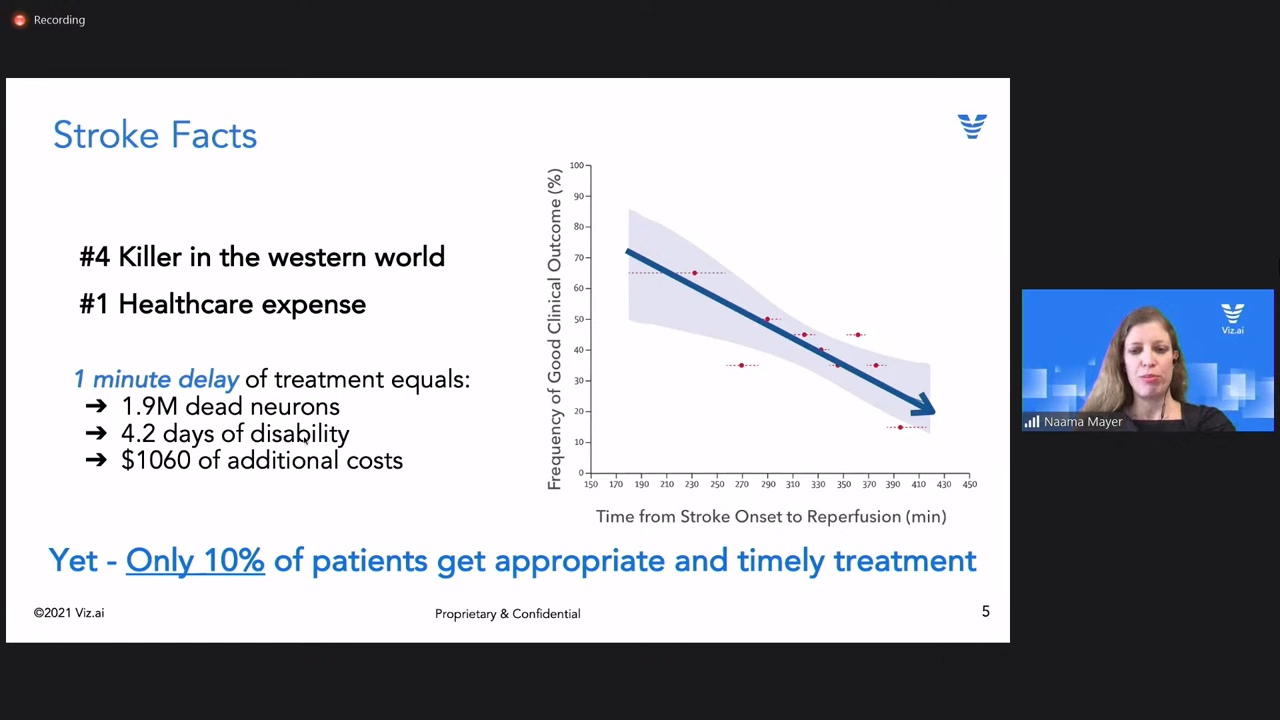 Recording
Stroke Facts
#4 Killer in the western world
#1 Healthcare expense
1 minute delay of treatment equals:
➔ 1.9M dead neurons
➔ 4.2 days of disability
➔ $1060 of additional costs
Frequency of Good Clinical Outcome (%)
100
90
80
70
60
50
40
30
20
10
0
150 170 190 210 230 250 270 290 310 330 350 370 390 410 430 450
Time from Stroke Onset to Reperfusion (min)
Yet - Only 10% of patients get appropriate and timely treatment
©2021 Viz.ai
Proprietary & Confidential
5
Viz.ai
Naama Mayer